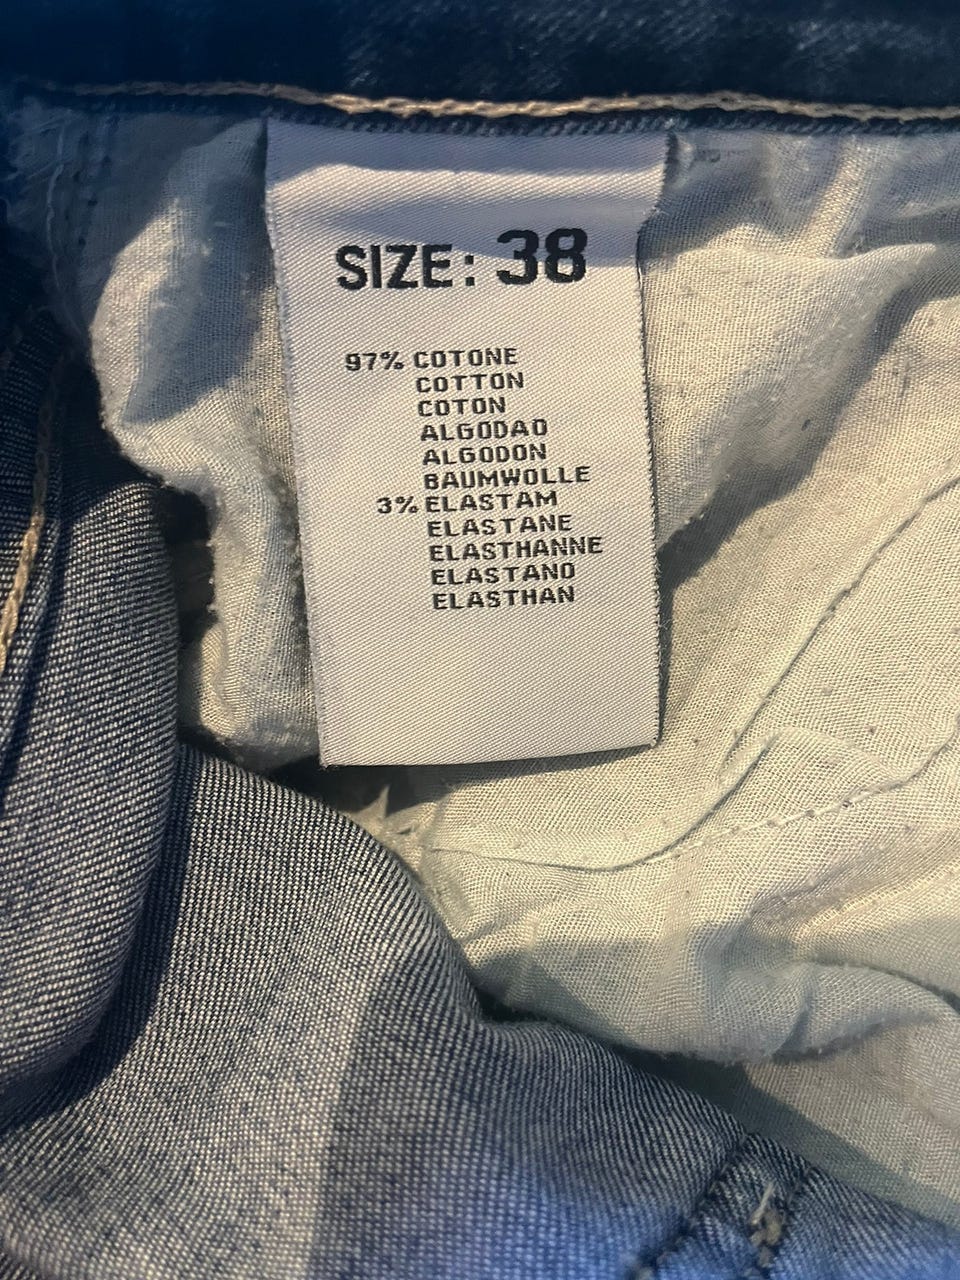 SIZE: 38
97% COTONE
COTTON
COTON
ALGODAO
ALGODON
BAUMWOLLE
3% ELASTAM
ELASTANE
ELASTHANNE
ELASTANO
ELASTHAN